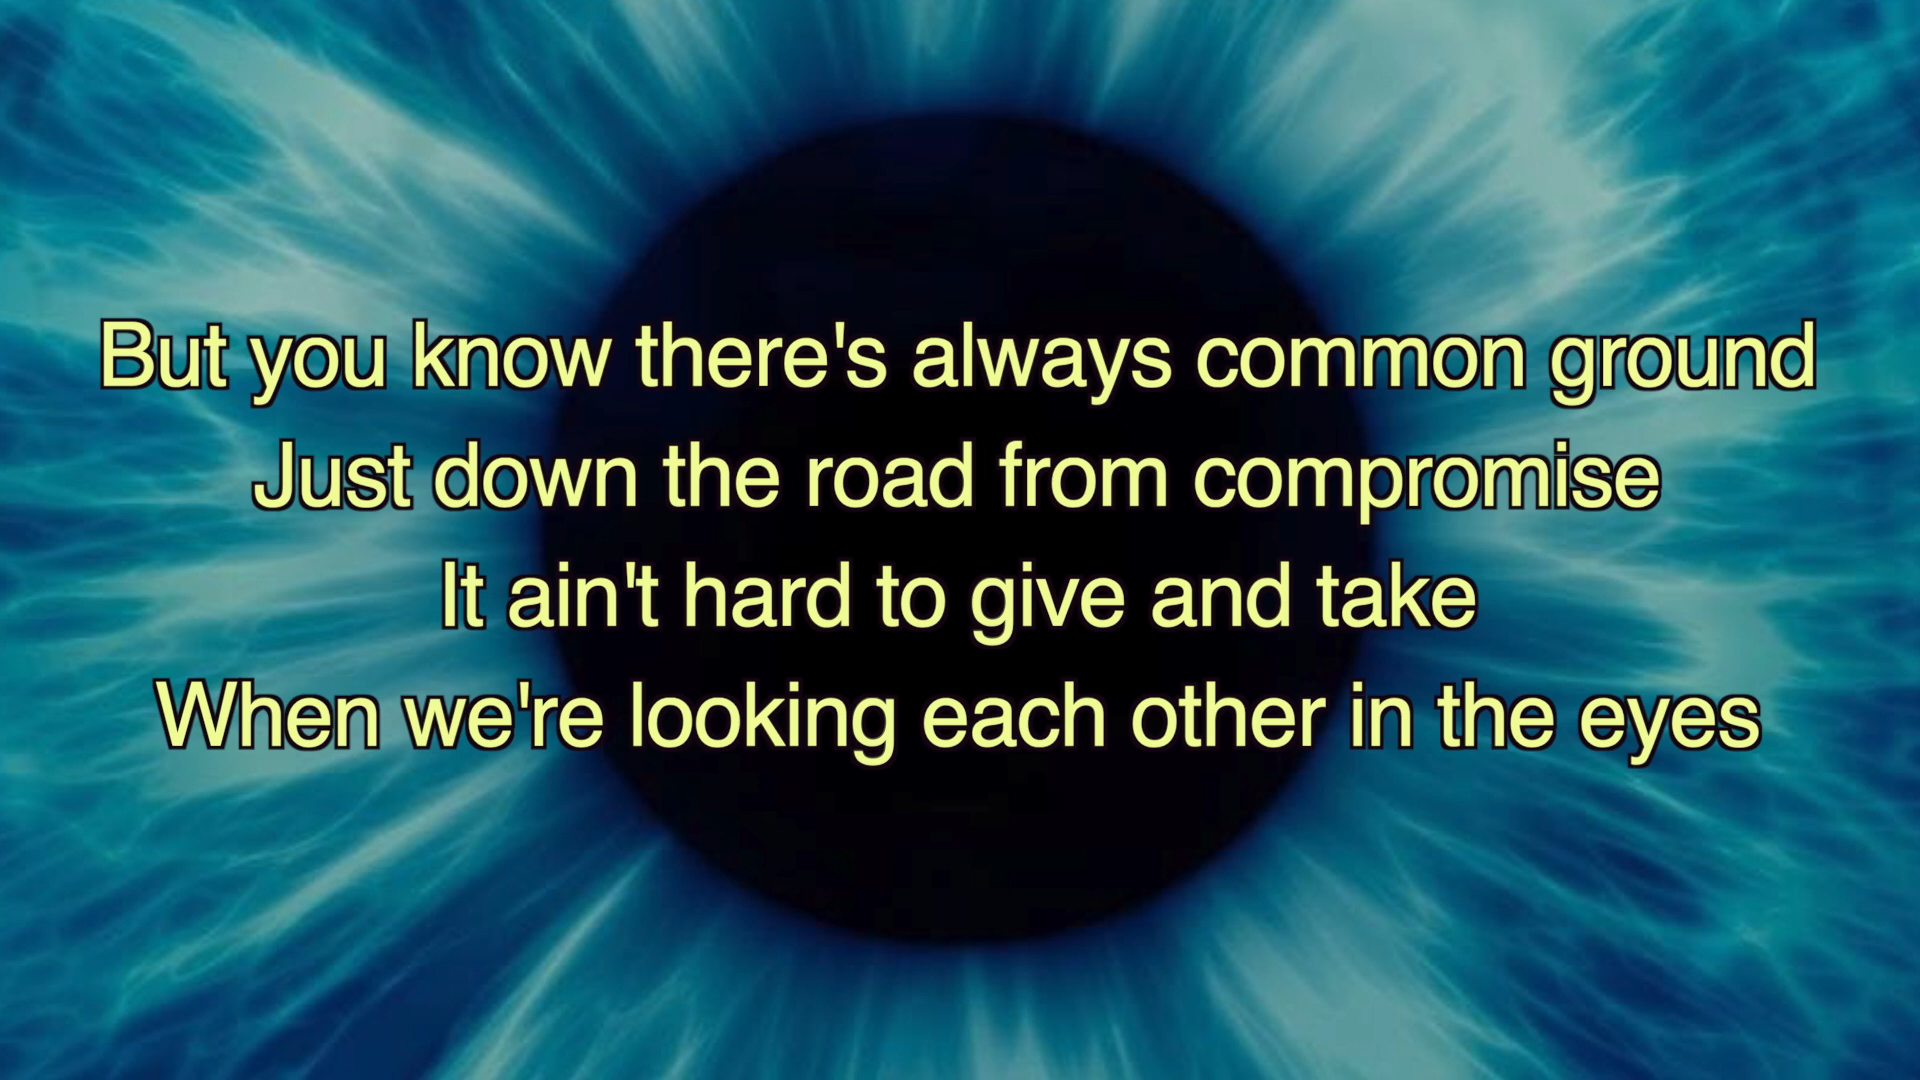 But you know there's always common ground
Just down the road from compromise
It ain't hard to give and take
When we're looking each other in the eyes